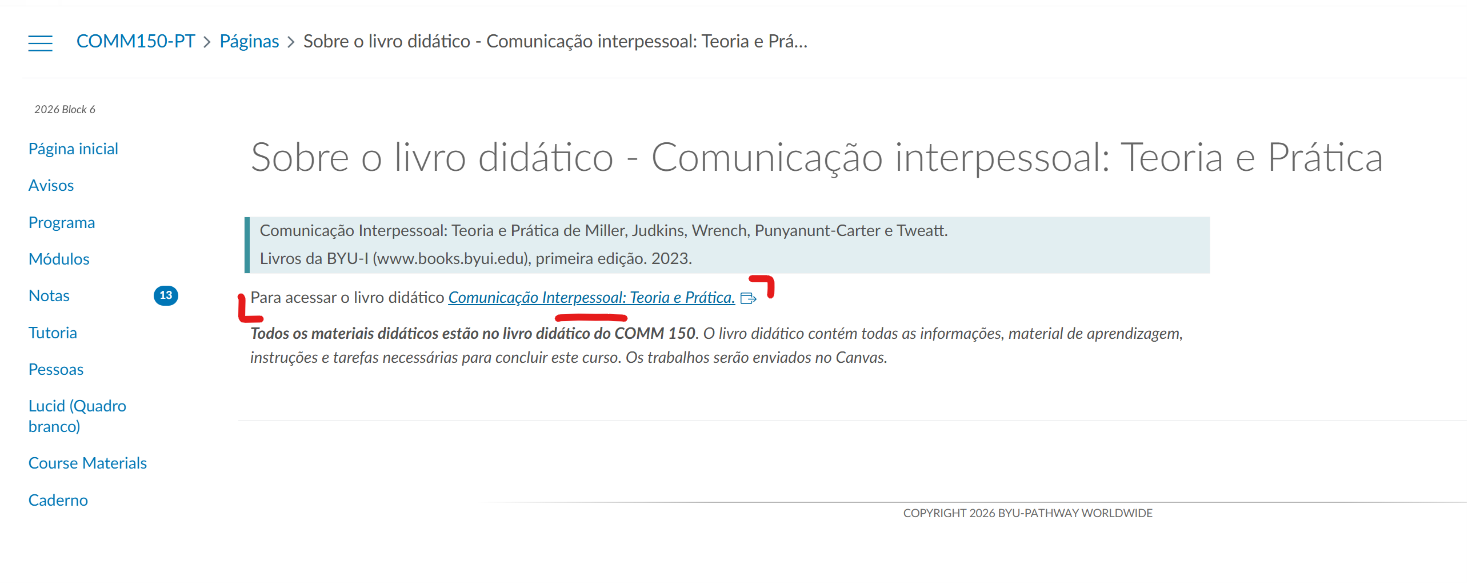 COMM150-PT > Páginas > Sobre o livro didático - Comunicação interpessoal: Teoria e Prá...
2026 Block 6
Página inicial
Avisos
Programa
Módulos
Notas 13
Tutoria
Pessoas
Lucid (Quadro
branco)
Course Materials
Caderno
Sobre o livro didático - Comunicação interpessoal: Teoria e Prática
Comunicação Interpessoal: Teoria e Prática de Miller, Judkins, Wrench, Punyanunt-Carter e Tweatt.
Livros da BYU-I (www.books.byui.edu), primeira edição. 2023.
Para acessar o livro didático Comunicação Interpessoal: Teoria e Prática.
Todos os materiais didáticos estão no livro didático do COMM 150. O livro didático contém todas as informações, material de aprendizagem,
instruções e tarefas necessárias para concluir este curso. Os trabalhos serão enviados no Canvas.
COPYRIGHT 2026 BYU-PATHWAY WORLDWIDE